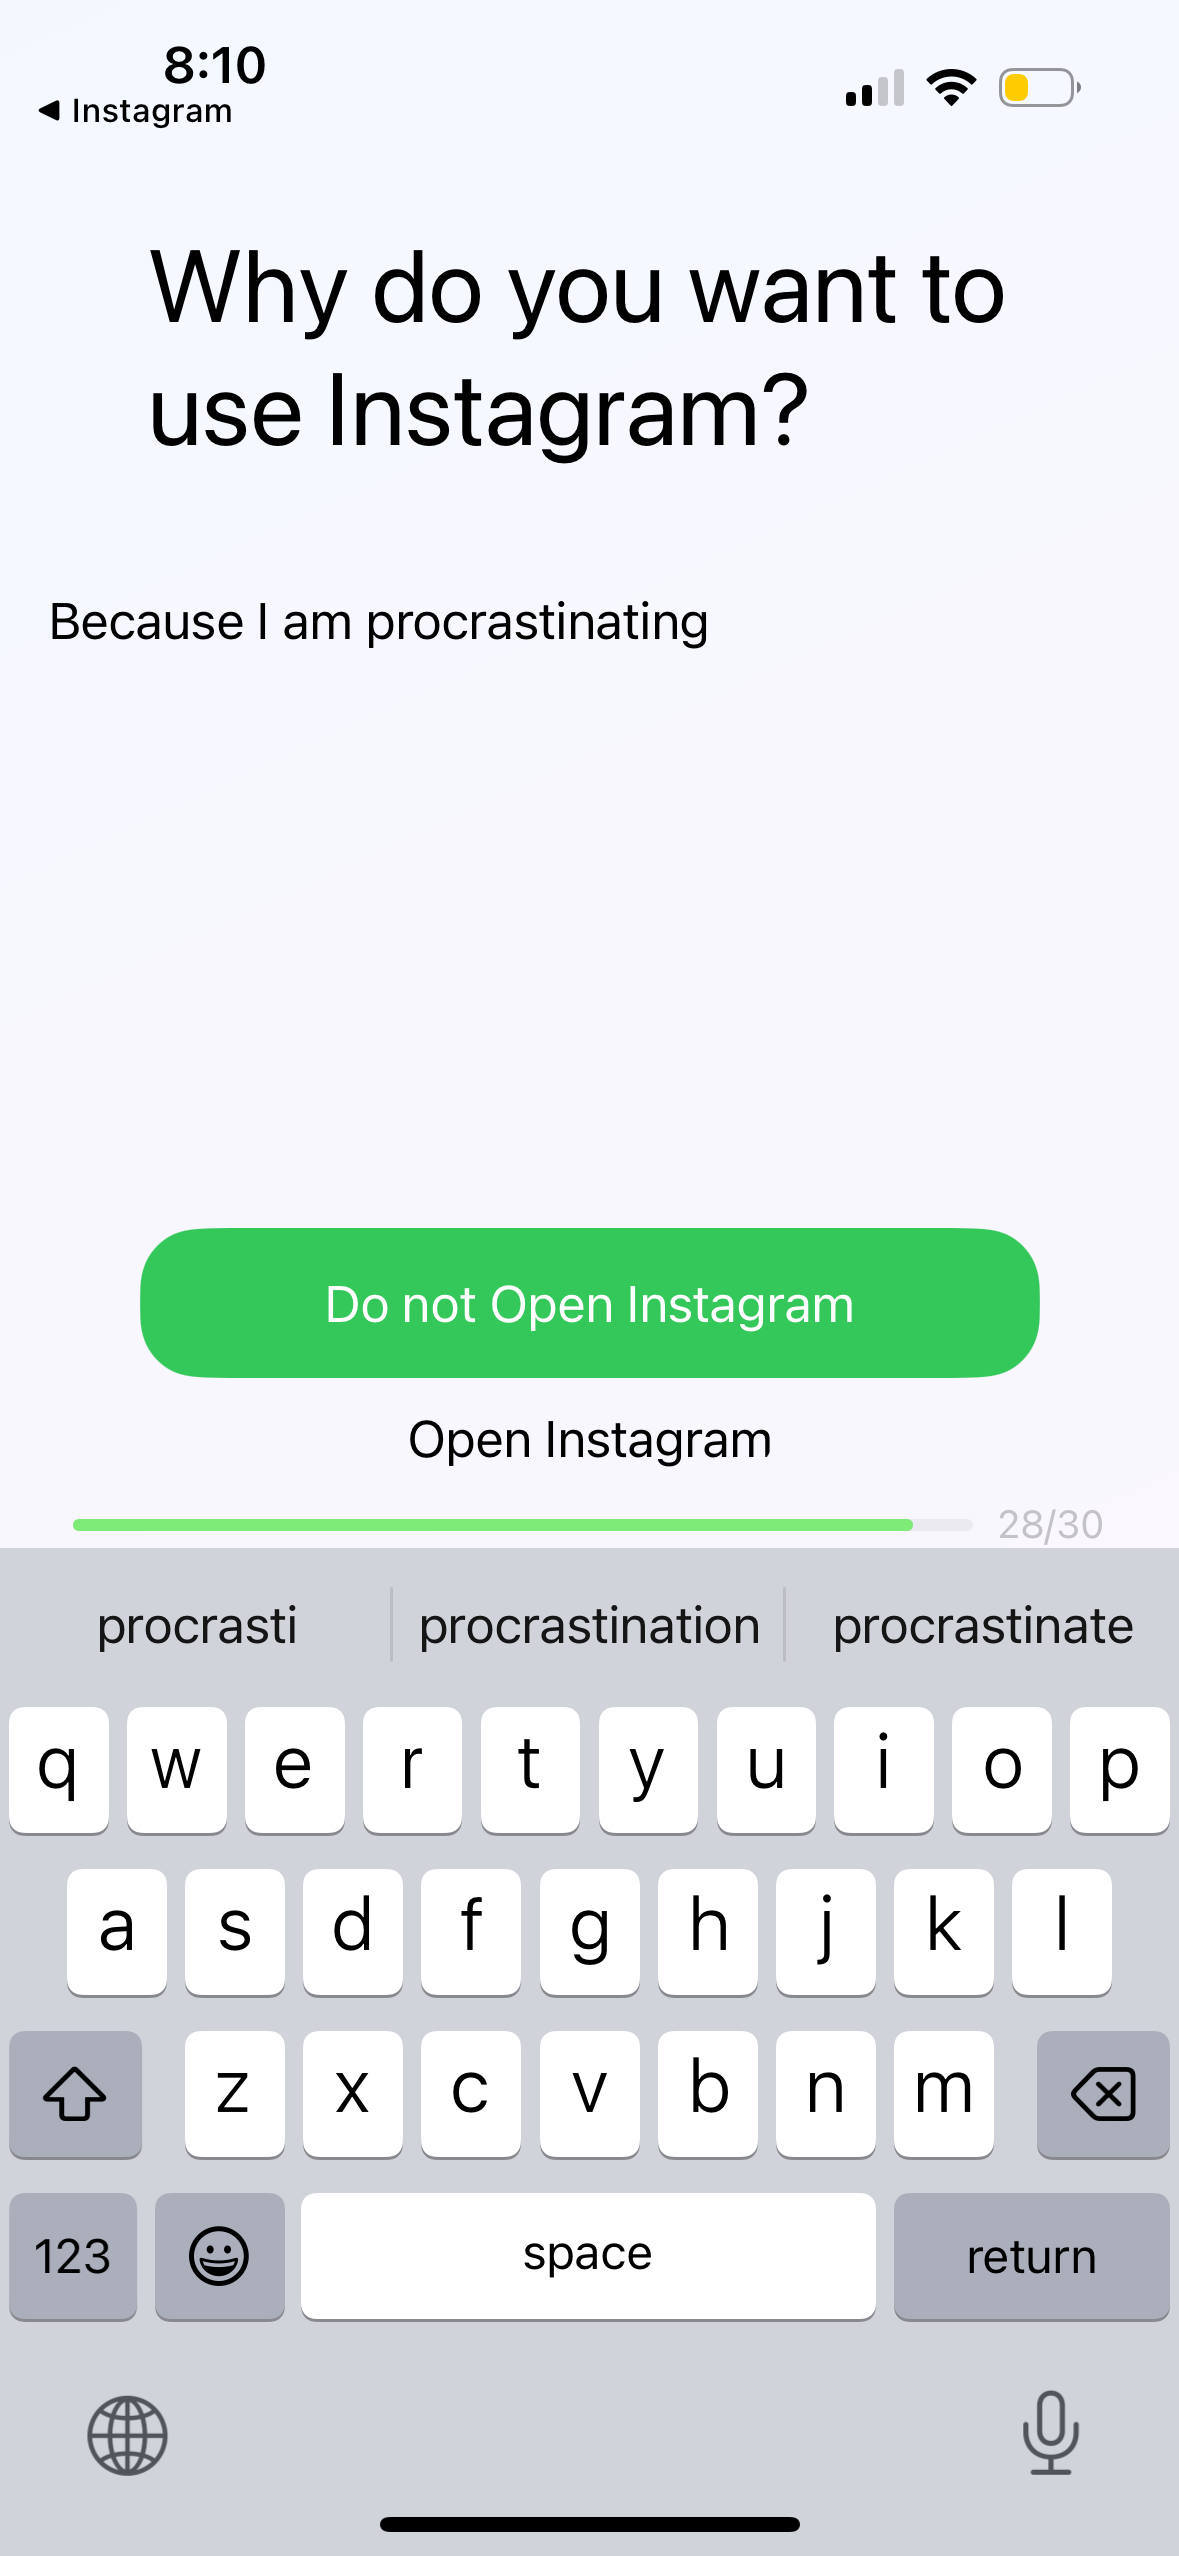 8:10
◀ Instagram
Why do you want to
use Instagram?
Because I am procrastinating
Do not Open Instagram
Open Instagram
28/30
procrasti procrastination procrastinate
q w e r t y u i o p
a s d f g h j k l
z x c v b n m
123 space return